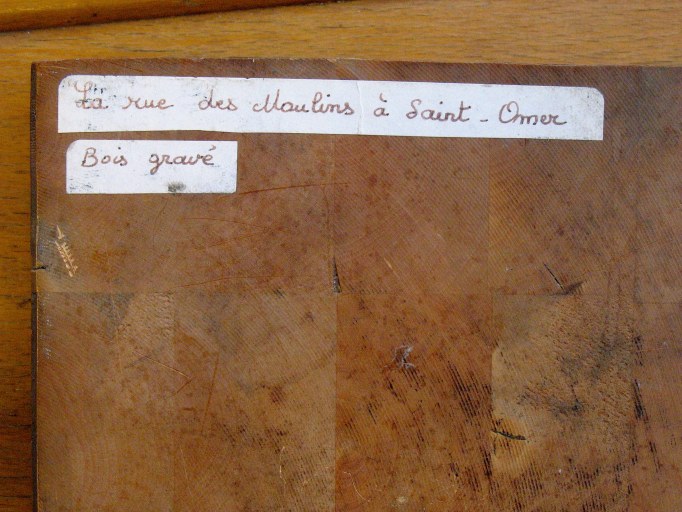 La rue des Moulins à Saint-Omer
Bois gravé